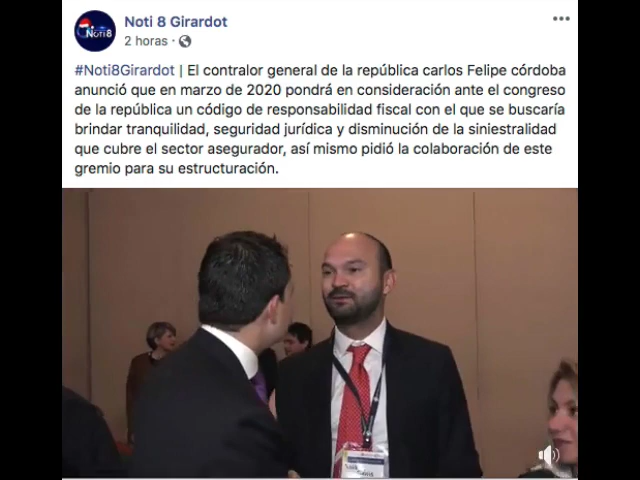 Noti 8 Girardot
2 horas ·
Noti8
#Noti8Girardot | El contralor general de la república carlos Felipe córdoba
anunció que en marzo de 2020 pondrá en consideración ante el congreso
de la república un código de responsabilidad fiscal con el que se buscaría
brindar tranquilidad, seguridad jurídica y disminución de la siniestralidad
que cubre el sector asegurador, así mismo pidió la colaboración de este
gremio para su estructuración.